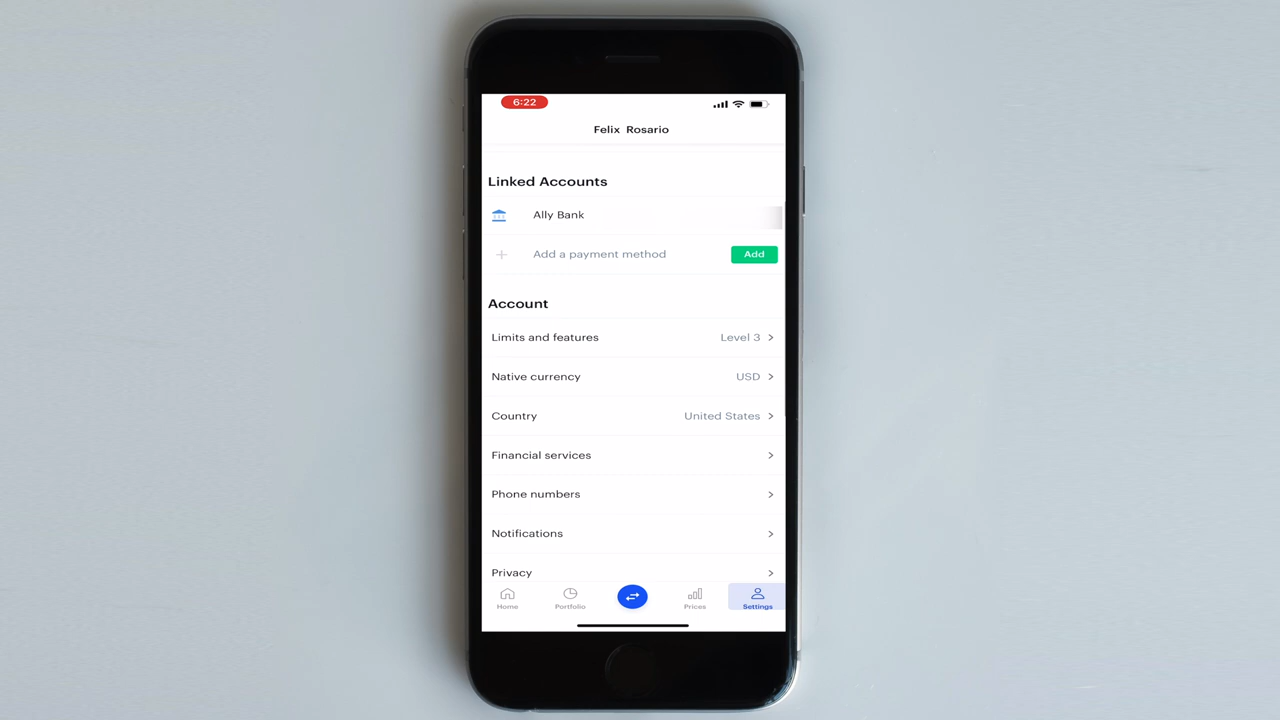 6:22
Felix Rosario
Linked Accounts
Ally Bank
Add a payment method Add
Account
Limits and features Level 3
Native currency USD
Country United States
Financial services
Phone numbers
Notifications
Privacy
Home Portfolio Prices Settings